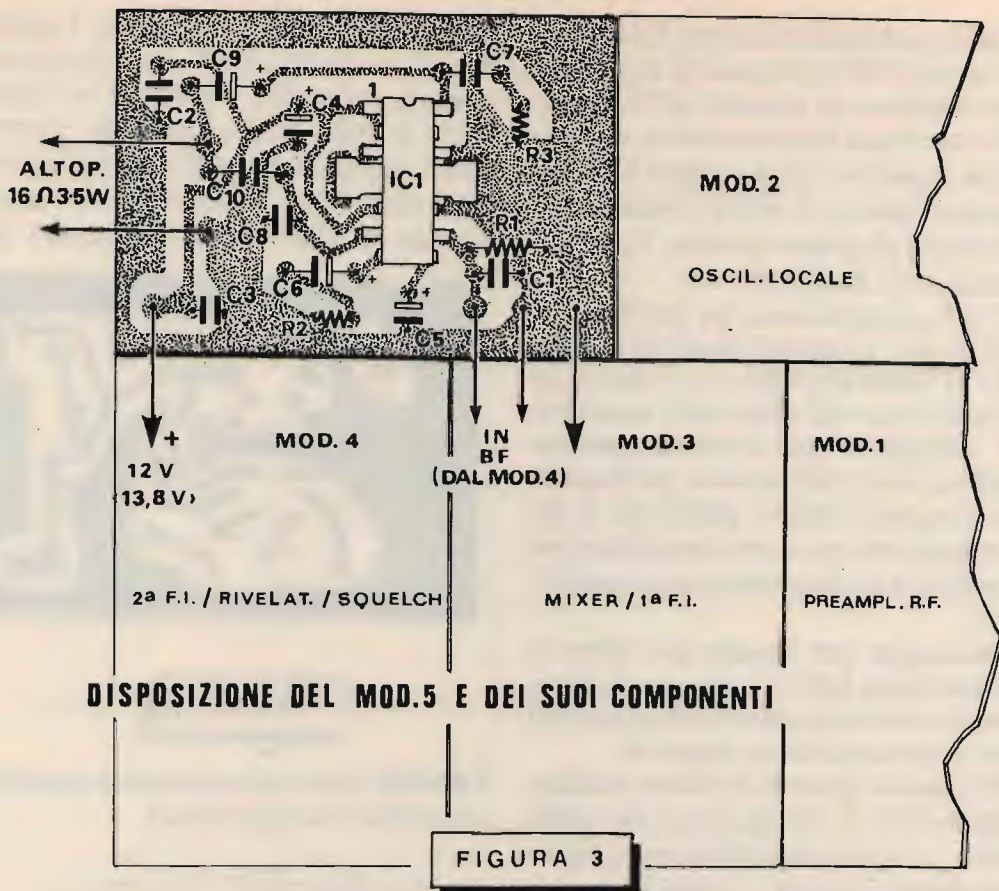 C9
C7
+
+
1
C4
C2
R3
ALTOP.
16 Ω 3-5W
IC1
MOD. 2
C10
R1
C8
OSCIL. LOCALE
C6
+
C1
C3
+
R2
C5
+
12 V
(13,8 V)
MOD. 4
IN
BF
(DAL MOD.4)
MOD.3
MOD.1
2ª F.I. / RIVELAT. / SQUELCH
MIXER / 1ª F.I.
PREAMPL. R.F.
DISPOSIZIONE DEL MOD.5 E DEI SUOI COMPONENTI
FIGURA 3